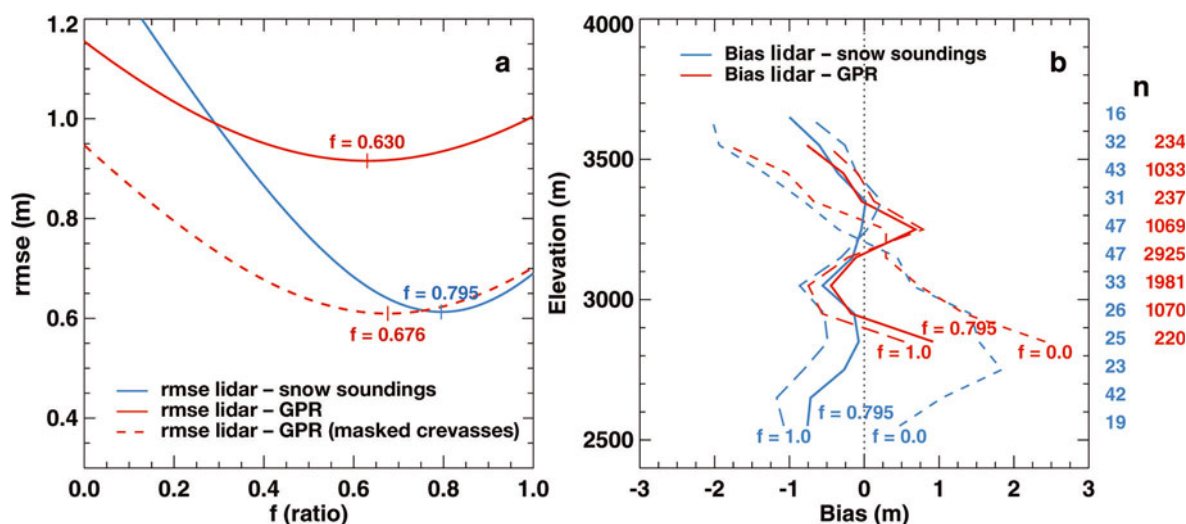 a
1.2
1.0
0.8
0.6
0.4
rmse (m)
f = 0.630
f = 0.795
f = 0.676
rmse lidar – snow soundings
rmse lidar – GPR
rmse lidar – GPR (masked crevasses)
0.0 0.2 0.4 0.6 0.8 1.0
f (ratio)
b
4000
3500
3000
2500
Elevation (m)
Bias lidar – snow soundings
Bias lidar – GPR
f = 0.795
f = 1.0 f = 0.0
f = 0.795
f = 1.0 f = 0.0
-3 -2 -1 0 1 2 3
Bias (m)
n
16
32 234
43 1033
31 237
47 1069
47 2925
33 1981
26 1070
25 220
23
42
19